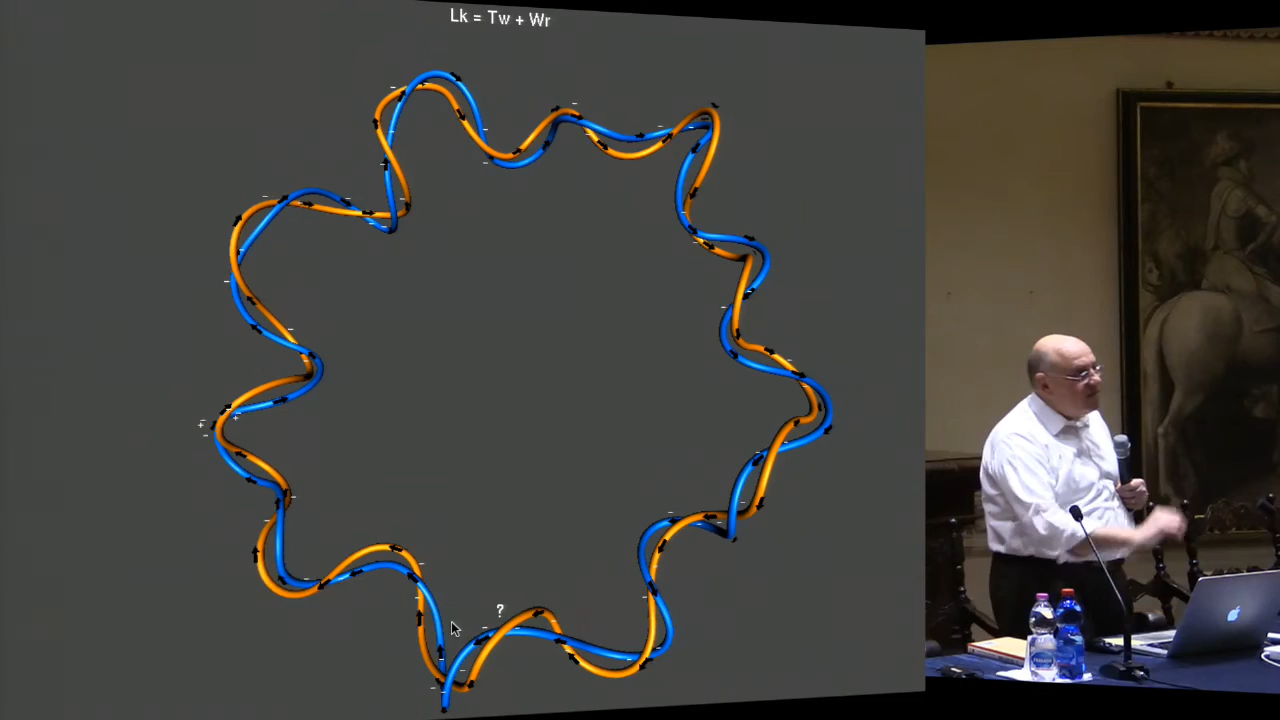 Lk = Tw + Wr
?